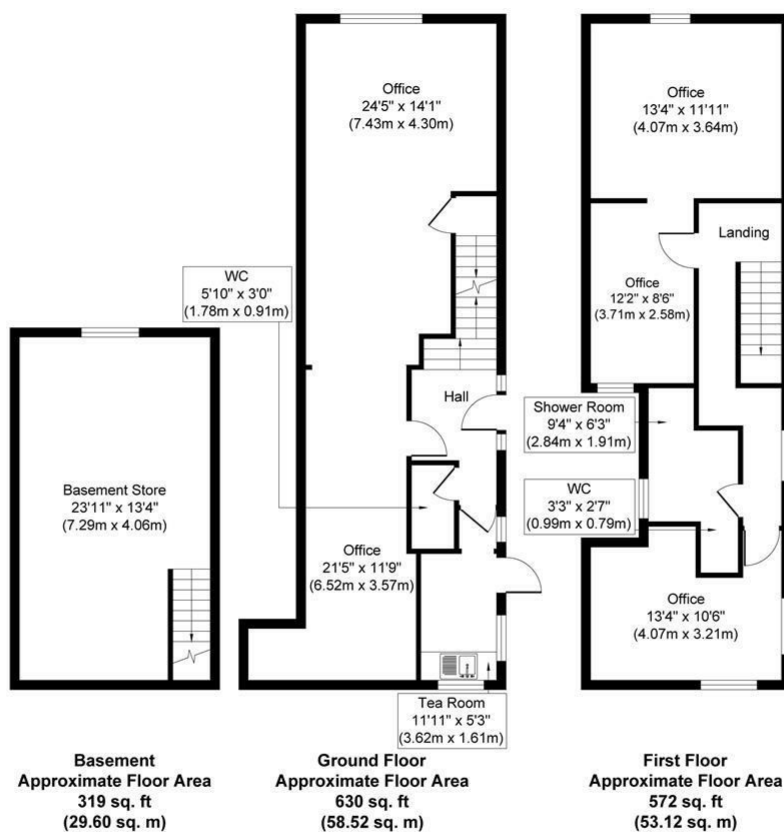 Basement Store
23'11" x 13'4"
(7.29m x 4.06m)
Basement
Approximate Floor Area
319 sq. ft
(29.60 sq. m)
Office
24'5" x 14'1"
(7.43m x 4.30m)
WC
5'10" x 3'0"
(1.78m x 0.91m)
Hall
Office
21'5" x 11'9"
(6.52m x 3.57m)
Tea Room
11'11" x 5'3"
(3.62m x 1.61m)
Ground Floor
Approximate Floor Area
630 sq. ft
(58.52 sq. m)
Office
13'4" x 11'11"
(4.07m x 3.64m)
Landing
Office
12'2" x 8'6"
(3.71m x 2.58m)
Shower Room
9'4" x 6'3"
(2.84m x 1.91m)
WC
3'3" x 2'7"
(0.99m x 0.79m)
Office
13'4" x 10'6"
(4.07m x 3.21m)
First Floor
Approximate Floor Area
572 sq. ft
(53.12 sq. m)